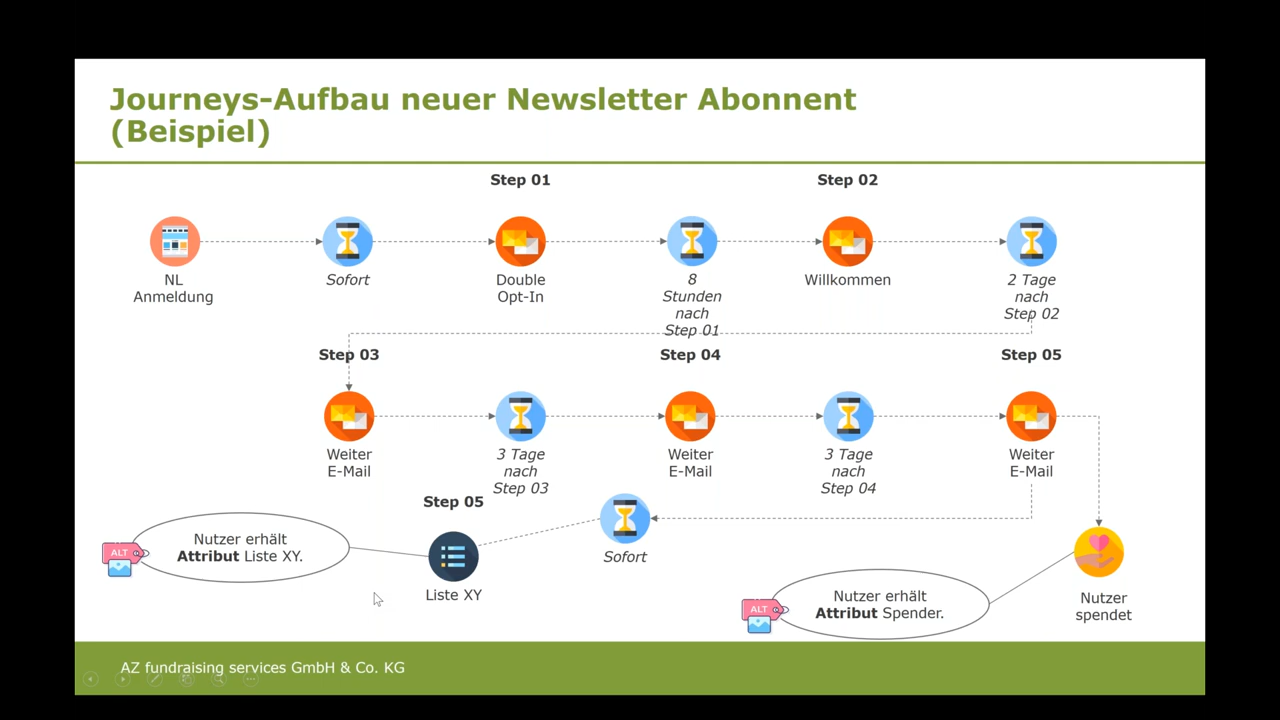 Journeys-Aufbau neuer Newsletter Abonnent
(Beispiel)
Step 01
Step 02
NL
Anmeldung
Sofort
Double
Opt-In
8
Stunden
nach
Step 01
Willkommen
2 Tage
nach
Step 02
Step 03
Step 04
Step 05
Weiter
E-Mail
3 Tage
nach
Step 03
Weiter
E-Mail
3 Tage
nach
Step 04
Weiter
E-Mail
Step 05
Nutzer erhält
Attribut Liste XY.
ALT
Liste XY
Sofort
Nutzer erhält
Attribut Spender.
ALT
Nutzer
spendet
AZ fundraising services GmbH & Co. KG